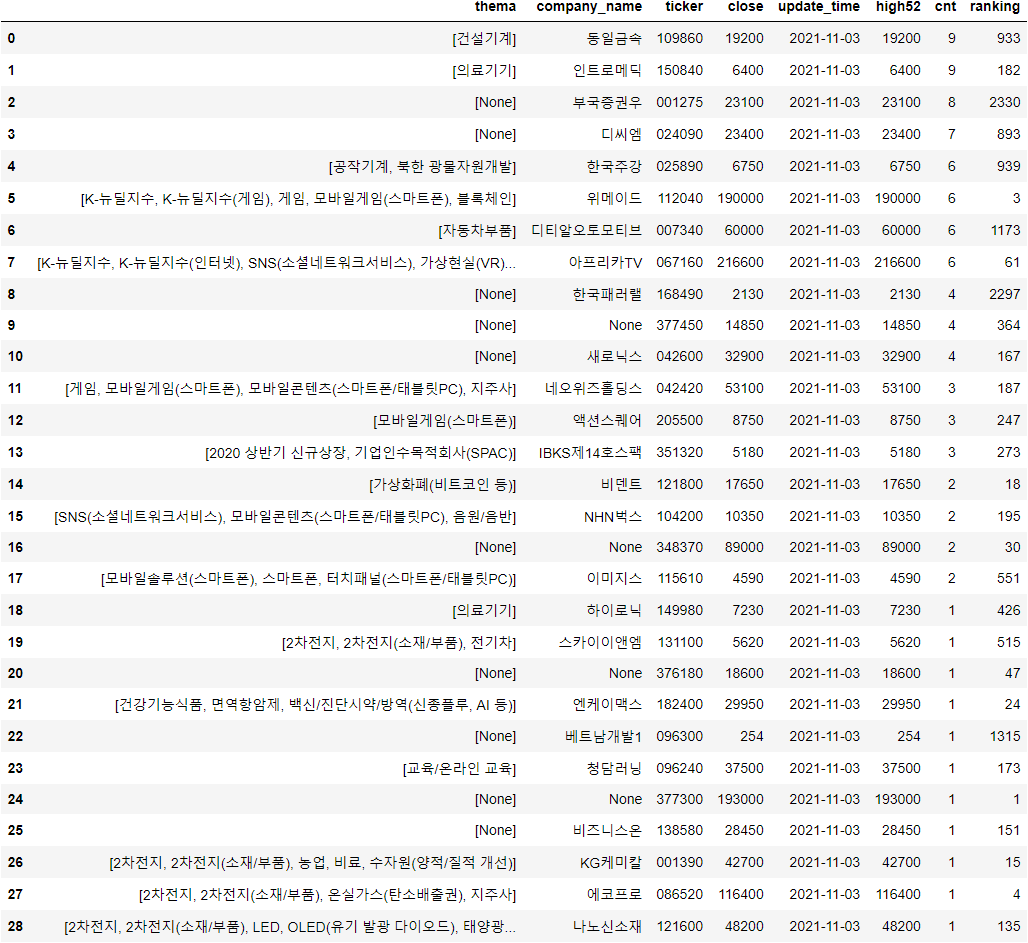 thema company_name ticker close update_time high52 cnt ranking
0 [건설기계] 동일금속 109860 19200 2021-11-03 19200 9 933
1 [의료기기] 인트로메딕 150840 6400 2021-11-03 6400 9 182
2 [None] 부국증권우 001275 23100 2021-11-03 23100 8 2330
3 [None] 디씨엠 024090 23400 2021-11-03 23400 7 893
4 [공작기계, 북한 광물자원개발] 한국주강 025890 6750 2021-11-03 6750 6 939
5 [K-뉴딜지수, K-뉴딜지수(게임), 게임, 모바일게임(스마트폰), 블록체인] 위메이드 112040 190000 2021-11-03 190000 6 3
6 [자동차부품] 디티알오토모티브 007340 60000 2021-11-03 60000 6 1173
7 [K-뉴딜지수, K-뉴딜지수(인터넷), SNS(소셜네트워크서비스), 가상현실(VR)... 아프리카TV 067160 216600 2021-11-03 216600 6 61
8 [None] 한국패러랠 168490 2130 2021-11-03 2130 4 2297
9 [None] None 377450 14850 2021-11-03 14850 4 364
10 [None] 새로닉스 042600 32900 2021-11-03 32900 4 167
11 [게임, 모바일게임(스마트폰), 모바일콘텐츠(스마트폰/태블릿PC), 지주사] 네오위즈홀딩스 042420 53100 2021-11-03 53100 3 187
12 [모바일게임(스마트폰)] 액션스퀘어 205500 8750 2021-11-03 8750 3 247
13 [2020 상반기 신규상장, 기업인수목적회사(SPAC)] IBKS제14호스팩 351320 5180 2021-11-03 5180 3 273
14 [가상화폐(비트코인 등)] 비덴트 121800 17650 2021-11-03 17650 2 18
15 [SNS(소셜네트워크서비스), 모바일콘텐츠(스마트폰/태블릿PC), 음원/음반] NHN벅스 104200 10350 2021-11-03 10350 2 195
16 [None] None 348370 89000 2021-11-03 89000 2 30
17 [모바일솔루션(스마트폰), 스마트폰, 터치패널(스마트폰/태블릿PC)] 이미지스 115610 4590 2021-11-03 4590 2 551
18 [의료기기] 하이로닉 149980 7230 2021-11-03 7230 1 426
19 [2차전지, 2차전지(소재/부품), 전기차] 스카이이앤엠 131100 5620 2021-11-03 5620 1 515
20 [None] None 376180 18600 2021-11-03 18600 1 47
21 [건강기능식품, 면역항암제, 백신/진단시약/방역(신종플루, AI 등)] 엔케이맥스 182400 29950 2021-11-03 29950 1 24
22 [None] 베트남개발1 096300 254 2021-11-03 254 1 1315
23 [교육/온라인 교육] 청담러닝 096240 37500 2021-11-03 37500 1 173
24 [None] None 377300 193000 2021-11-03 193000 1 1
25 [None] 비즈니스온 138580 28450 2021-11-03 28450 1 151
26 [2차전지, 2차전지(소재/부품), 농업, 비료, 수자원(양적/질적 개선)] KG케미칼 001390 42700 2021-11-03 42700 1 15
27 [2차전지, 2차전지(소재/부품), 온실가스(탄소배출권), 지주사] 에코프로 086520 116400 2021-11-03 116400 1 4
28 [2차전지, 2차전지(소재/부품), LED, OLED(유기 발광 다이오드), 태양광... 나노신소재 121600 48200 2021-11-03 48200 1 135